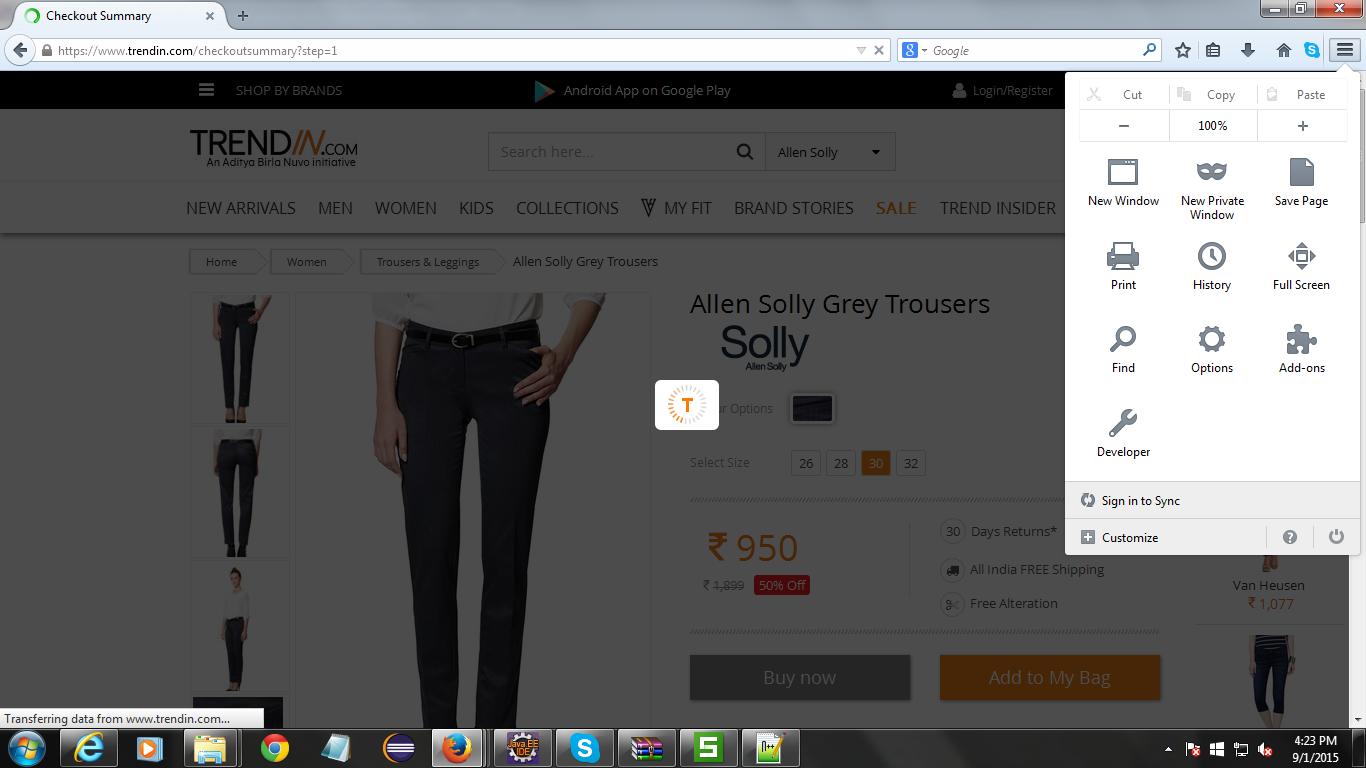 Checkout Summary
https://www.trendin.com/checkoutsummary?step=1
Google
SHOP BY BRANDS
Android App on Google Play
Login/Register
TRENDIN.COM
An Aditya Birla Nuvo initiative
Search here...
Allen Solly
NEW ARRIVALS MEN WOMEN KIDS COLLECTIONS MY FIT BRAND STORIES SALE TREND INSIDER
Home Women Trousers & Leggings Allen Solly Grey Trousers
Allen Solly Grey Trousers
Solly
Allen Solly
T
Options
Select Size 26 28 30 32
₹ 950
₹ 1,899 50% Off
30 Days Returns*
All India FREE Shipping
Free Alteration
Buy now
Add to My Bag
Van Heusen
₹ 1,077
Cut Copy Paste
− 100% +
New Window
New Private
Window
Save Page
Print History Full Screen
Find Options Add-ons
Developer
Sign in to Sync
Customize ?
Transferring data from www.trendin.com...
Java EE
IDE
4:23 PM
9/1/2015